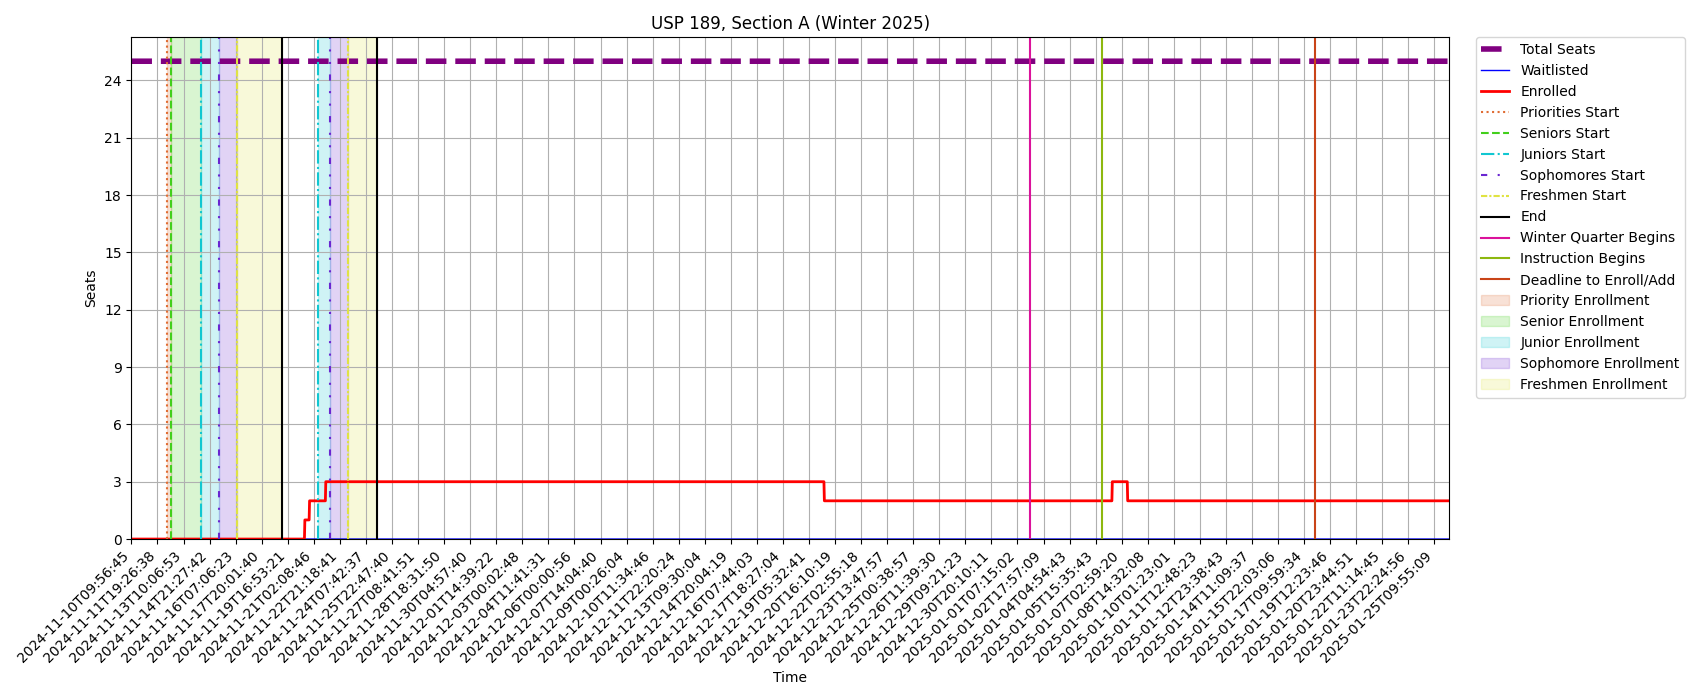 USP 189, Section A (Winter 2025)
Seats
24
21
18
15
12
9
6
3
0
2024-11-10T09:56:45
2024-11-11T19:26:38
2024-11-13T10:06:53
2024-11-14T21:27:42
2024-11-16T07:06:23
2024-11-17T20:01:40
2024-11-19T16:53:21
2024-11-21T02:08:46
2024-11-22T21:18:41
2024-11-24T07:42:37
2024-11-25T22:47:40
2024-11-28T08:41:51
2024-11-28T18:31:50
2024-11-30T04:57:40
2024-12-01T14:39:22
2024-12-03T00:02:48
2024-12-04T11:41:31
2024-12-06T00:00:56
2024-12-07T14:04:40
2024-12-09T00:26:04
2024-12-10T11:34:46
2024-12-11T22:20:24
2024-12-13T09:30:04
2024-12-14T20:04:19
2024-12-16T07:44:03
2024-12-17T18:27:04
2024-12-19T05:32:41
2024-12-20T16:10:19
2024-12-22T02:55:18
2024-12-23T13:47:57
2024-12-25T00:38:57
2024-12-26T11:39:30
2024-12-29T09:21:23
2024-12-30T20:10:11
2025-01-01T07:15:02
2025-01-02T17:57:09
2025-01-04T04:54:43
2025-01-05T15:35:43
2025-01-07T02:59:20
2025-01-08T14:32:08
2025-01-10T01:23:01
2025-01-11T12:48:23
2025-01-12T23:38:43
2025-01-14T11:09:37
2025-01-15T22:03:06
2025-01-17T09:59:34
2025-01-19T12:23:46
2025-01-20T23:44:51
2025-01-22T11:14:45
2025-01-23T22:24:56
2025-01-25T09:55:09
Time
Total Seats
Waitlisted
Enrolled
Priorities Start
Seniors Start
Juniors Start
Sophomores Start
Freshmen Start
End
Winter Quarter Begins
Instruction Begins
Deadline to Enroll/Add
Priority Enrollment
Senior Enrollment
Junior Enrollment
Sophomore Enrollment
Freshmen Enrollment